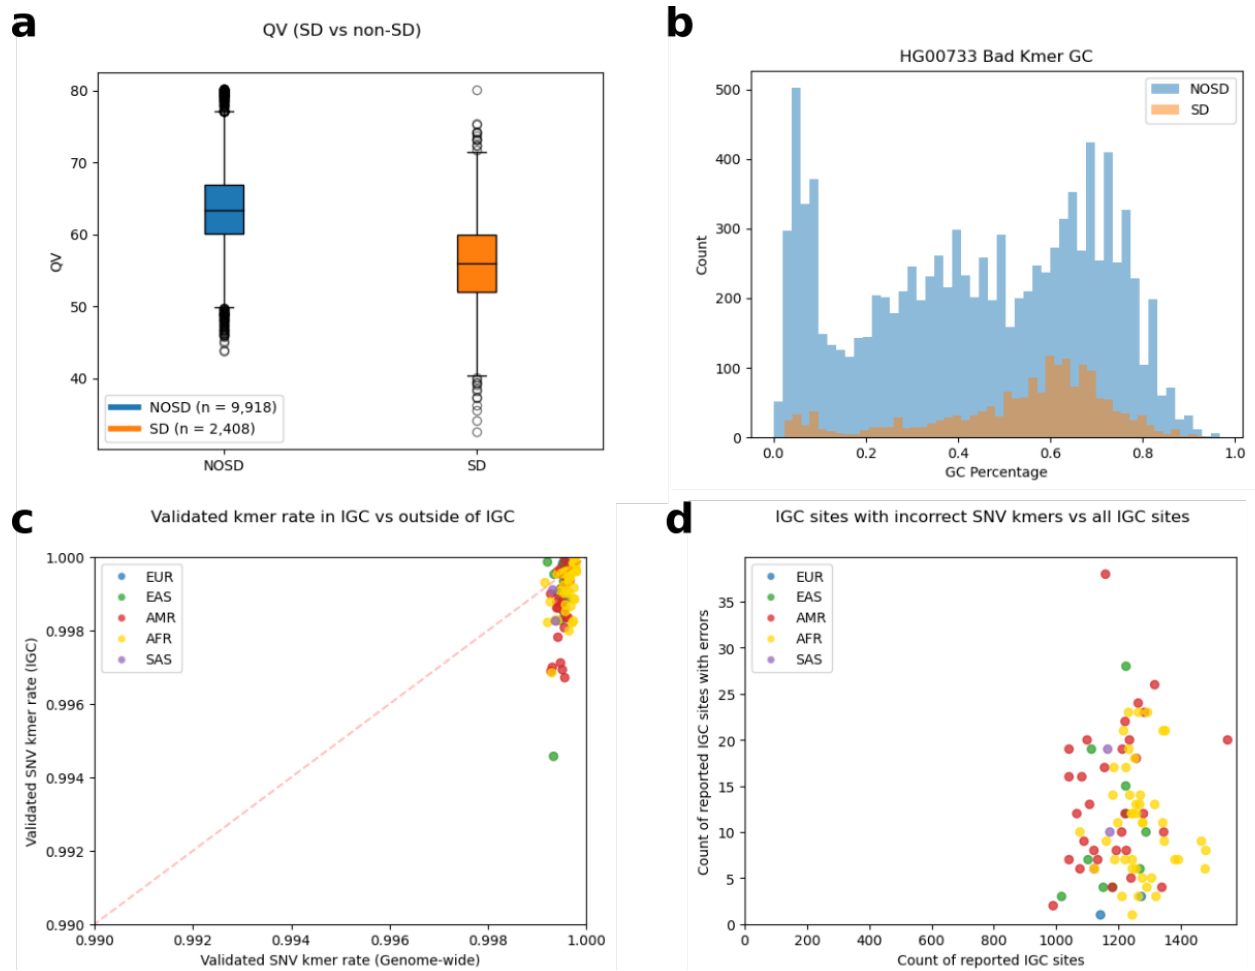 a
QV (SD vs non-SD)
80
70
60
50
40
QV
NOSD (n = 9,918)
SD (n = 2,408)
NOSD
SD
b
HG00733 Bad Kmer GC
NOSD
SD
500
400
300
200
100
0
Count
0.0
0.2
0.4
0.6
0.8
1.0
GC Percentage
c
Validated kmer rate in IGC vs outside of IGC
EUR
EAS
AMR
AFR
SAS
1.000
0.998
0.996
0.994
0.992
0.990
Validated SNV kmer rate (IGC)
0.990
0.992
0.994
0.996
0.998
1.000
Validated SNV kmer rate (Genome-wide)
d
IGC sites with incorrect SNV kmers vs all IGC sites
EUR
EAS
AMR
AFR
SAS
35
30
25
20
15
10
5
0
Count of reported IGC sites with errors
0
200
400
600
800
1000
1200
1400
Count of reported IGC sites